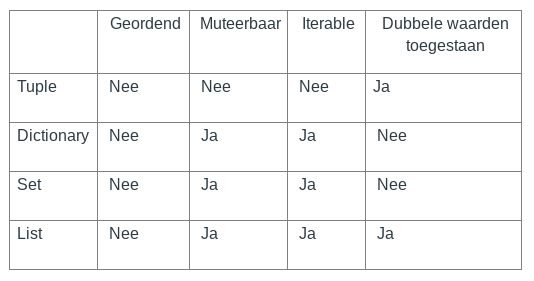 Geordend Muteerbaar Iterable Dubbele waarden
toegestaan
Tuple Nee Nee Nee Ja
Dictionary Nee Ja Ja Nee
Set Nee Ja Ja Nee
List Nee Ja Ja Ja